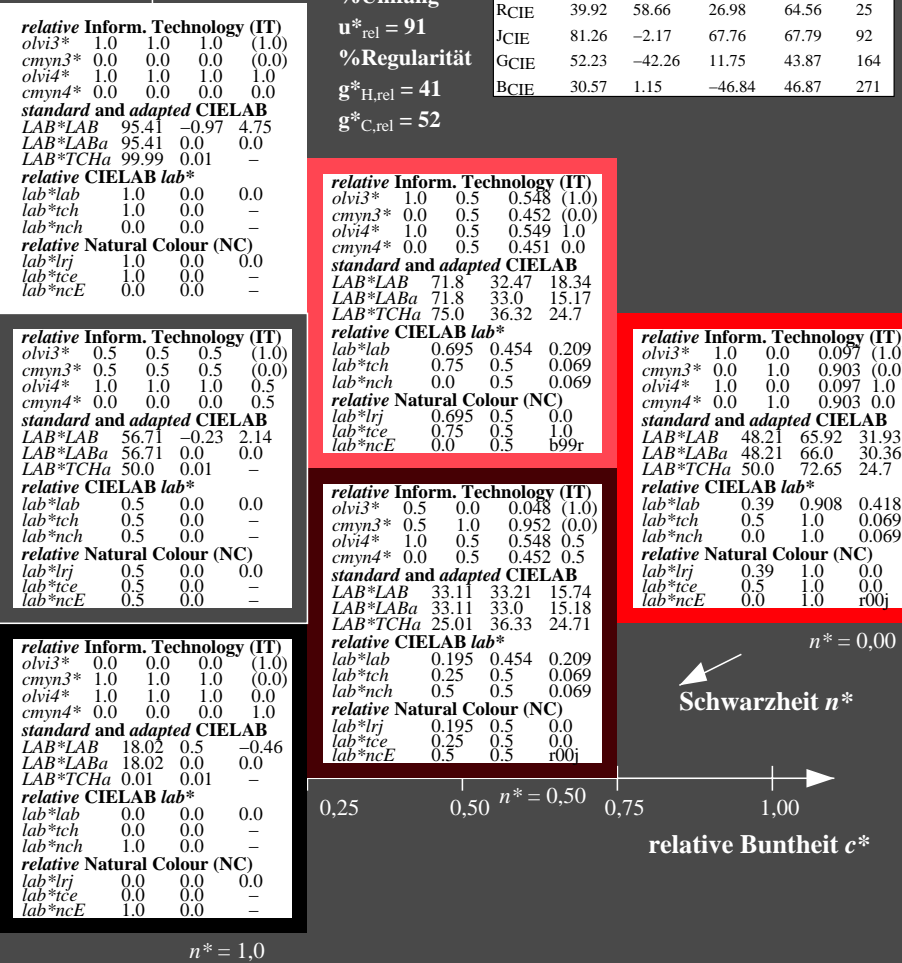 %Umfang
u*rel = 91
%Regularität
g*H,rel = 41
g*C,rel = 52
RCIE 39.92 58.66 26.98 64.56 25
JCIE 81.26 −2.17 67.76 67.79 92
GCIE 52.23 −42.26 11.75 43.87 164
BCIE 30.57 1.15 −46.84 46.87 271
relative Inform. Technology (IT)
olvi3* 1.0 1.0 1.0 (1.0)
cmyn3* 0.0 0.0 0.0 (0.0)
olvi4* 1.0 1.0 1.0 1.0
cmyn4* 0.0 0.0 0.0 0.0
standard and adapted CIELAB
LAB*LAB 95.41 −0.97 4.75
LAB*LABa 95.41 0.0 0.0
LAB*TCHa 99.99 0.01 –
relative CIELAB lab*
lab*lab 1.0 0.0 0.0
lab*tch 1.0 0.0 –
lab*nch 0.0 0.0 –
relative Natural Colour (NC)
lab*lrj 1.0 0.0 0.0
lab*tce 1.0 0.0 –
lab*ncE 0.0 0.0 –
relative Inform. Technology (IT)
olvi3* 1.0 0.5 0.548 (1.0)
cmyn3* 0.0 0.5 0.452 (0.0)
olvi4* 1.0 0.5 0.549 1.0
cmyn4* 0.0 0.5 0.451 0.0
standard and adapted CIELAB
LAB*LAB 71.8 32.47 18.34
LAB*LABa 71.8 33.0 15.17
LAB*TCHa 75.0 36.32 24.7
relative CIELAB lab*
lab*lab 0.695 0.454 0.209
lab*tch 0.75 0.5 0.069
lab*nch 0.0 0.5 0.069
relative Natural Colour (NC)
lab*lrj 0.695 0.5 0.0
lab*tce 0.75 0.5 1.0
lab*ncE 0.0 0.5 b99r
relative Inform. Technology (IT)
olvi3* 0.5 0.5 0.5 (1.0)
cmyn3* 0.5 0.5 0.5 (0.0)
olvi4* 1.0 1.0 1.0 0.5
cmyn4* 0.0 0.0 0.0 0.5
standard and adapted CIELAB
LAB*LAB 56.71 −0.23 2.14
LAB*LABa 56.71 0.0 0.0
LAB*TCHa 50.0 0.01 –
relative CIELAB lab*
lab*lab 0.5 0.0 0.0
lab*tch 0.5 0.0 –
lab*nch 0.5 0.0 –
relative Natural Colour (NC)
lab*lrj 0.5 0.0 0.0
lab*tce 0.5 0.0 –
lab*ncE 0.5 0.0 –
relative Inform. Technology (IT)
olvi3* 1.0 0.0 0.097 (1.0
cmyn3* 0.0 1.0 0.903 (0.0
olvi4* 1.0 0.0 0.097 1.0
cmyn4* 0.0 1.0 0.903 0.0
standard and adapted CIELAB
LAB*LAB 48.21 65.92 31.93
LAB*LABa 48.21 66.0 30.36
LAB*TCHa 50.0 72.65 24.7
relative CIELAB lab*
lab*lab 0.39 0.908 0.418
lab*tch 0.5 1.0 0.069
lab*nch 0.0 1.0 0.069
relative Natural Colour (NC)
lab*lrj 0.39 1.0 0.0
lab*tce 0.5 1.0 0.0
lab*ncE 0.0 1.0 r00j
relative Inform. Technology (IT)
olvi3* 0.5 0.0 0.048 (1.0)
cmyn3* 0.5 1.0 0.952 (0.0)
olvi4* 1.0 0.5 0.548 0.5
cmyn4* 0.0 0.5 0.452 0.5
standard and adapted CIELAB
LAB*LAB 33.11 33.21 15.74
LAB*LABa 33.11 33.0 15.18
LAB*TCHa 25.01 36.33 24.71
relative CIELAB lab*
lab*lab 0.195 0.454 0.209
lab*tch 0.25 0.5 0.069
lab*nch 0.5 0.5 0.069
relative Natural Colour (NC)
lab*lrj 0.195 0.5 0.0
lab*tce 0.25 0.5 0.0
lab*ncE 0.5 0.5 r00j
relative Inform. Technology (IT)
olvi3* 0.0 0.0 0.0 (1.0)
cmyn3* 1.0 1.0 1.0 (0.0)
olvi4* 1.0 1.0 1.0 0.0
cmyn4* 0.0 0.0 0.0 1.0
standard and adapted CIELAB
LAB*LAB 18.02 0.5 −0.46
LAB*LABa 18.02 0.0 0.0
LAB*TCHa 0.01 0.01 –
relative CIELAB lab*
lab*lab 0.0 0.0 0.0
lab*tch 0.0 0.0 –
lab*nch 1.0 0.0 –
relative Natural Colour (NC)
lab*lrj 0.0 0.0 0.0
lab*tce 0.0 0.0 –
lab*ncE 1.0 0.0 –
n* = 0,00
Schwarzheit n*
0,25 0,50 n* = 0,50 0,75 1,00
relative Buntheit c*
n* = 1,0